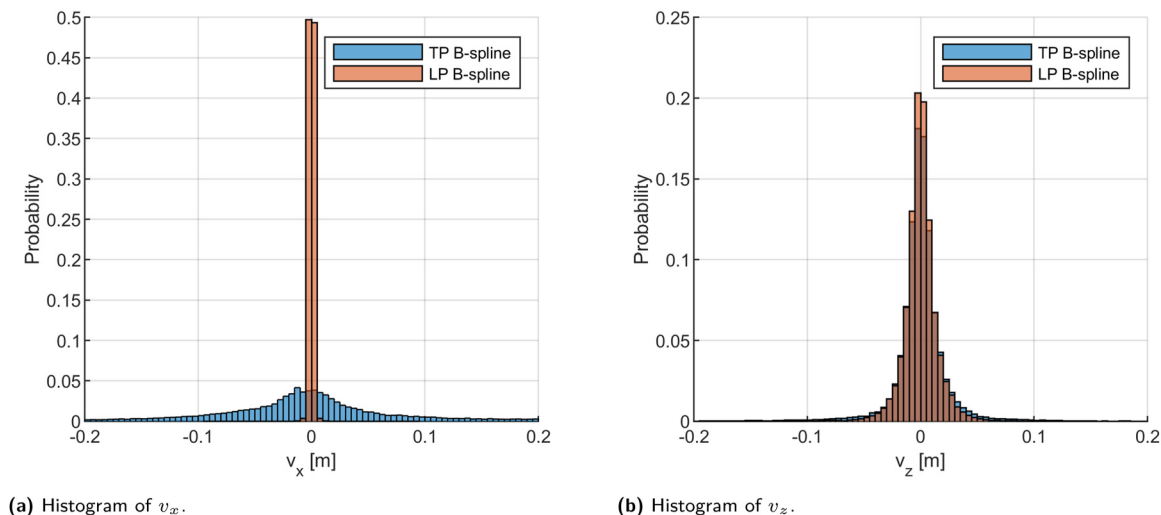 0.5
0.45
0.4
0.35
0.3
0.25
0.2
0.15
0.1
0.05
0
Probability
-0.2 -0.1 0 0.1 0.2
v_x [m]
TP B-spline
LP B-spline
(a) Histogram of v_x.
0.25
0.2
0.15
0.1
0.05
0
Probability
-0.2 -0.1 0 0.1 0.2
v_z [m]
TP B-spline
LP B-spline
(b) Histogram of v_z.